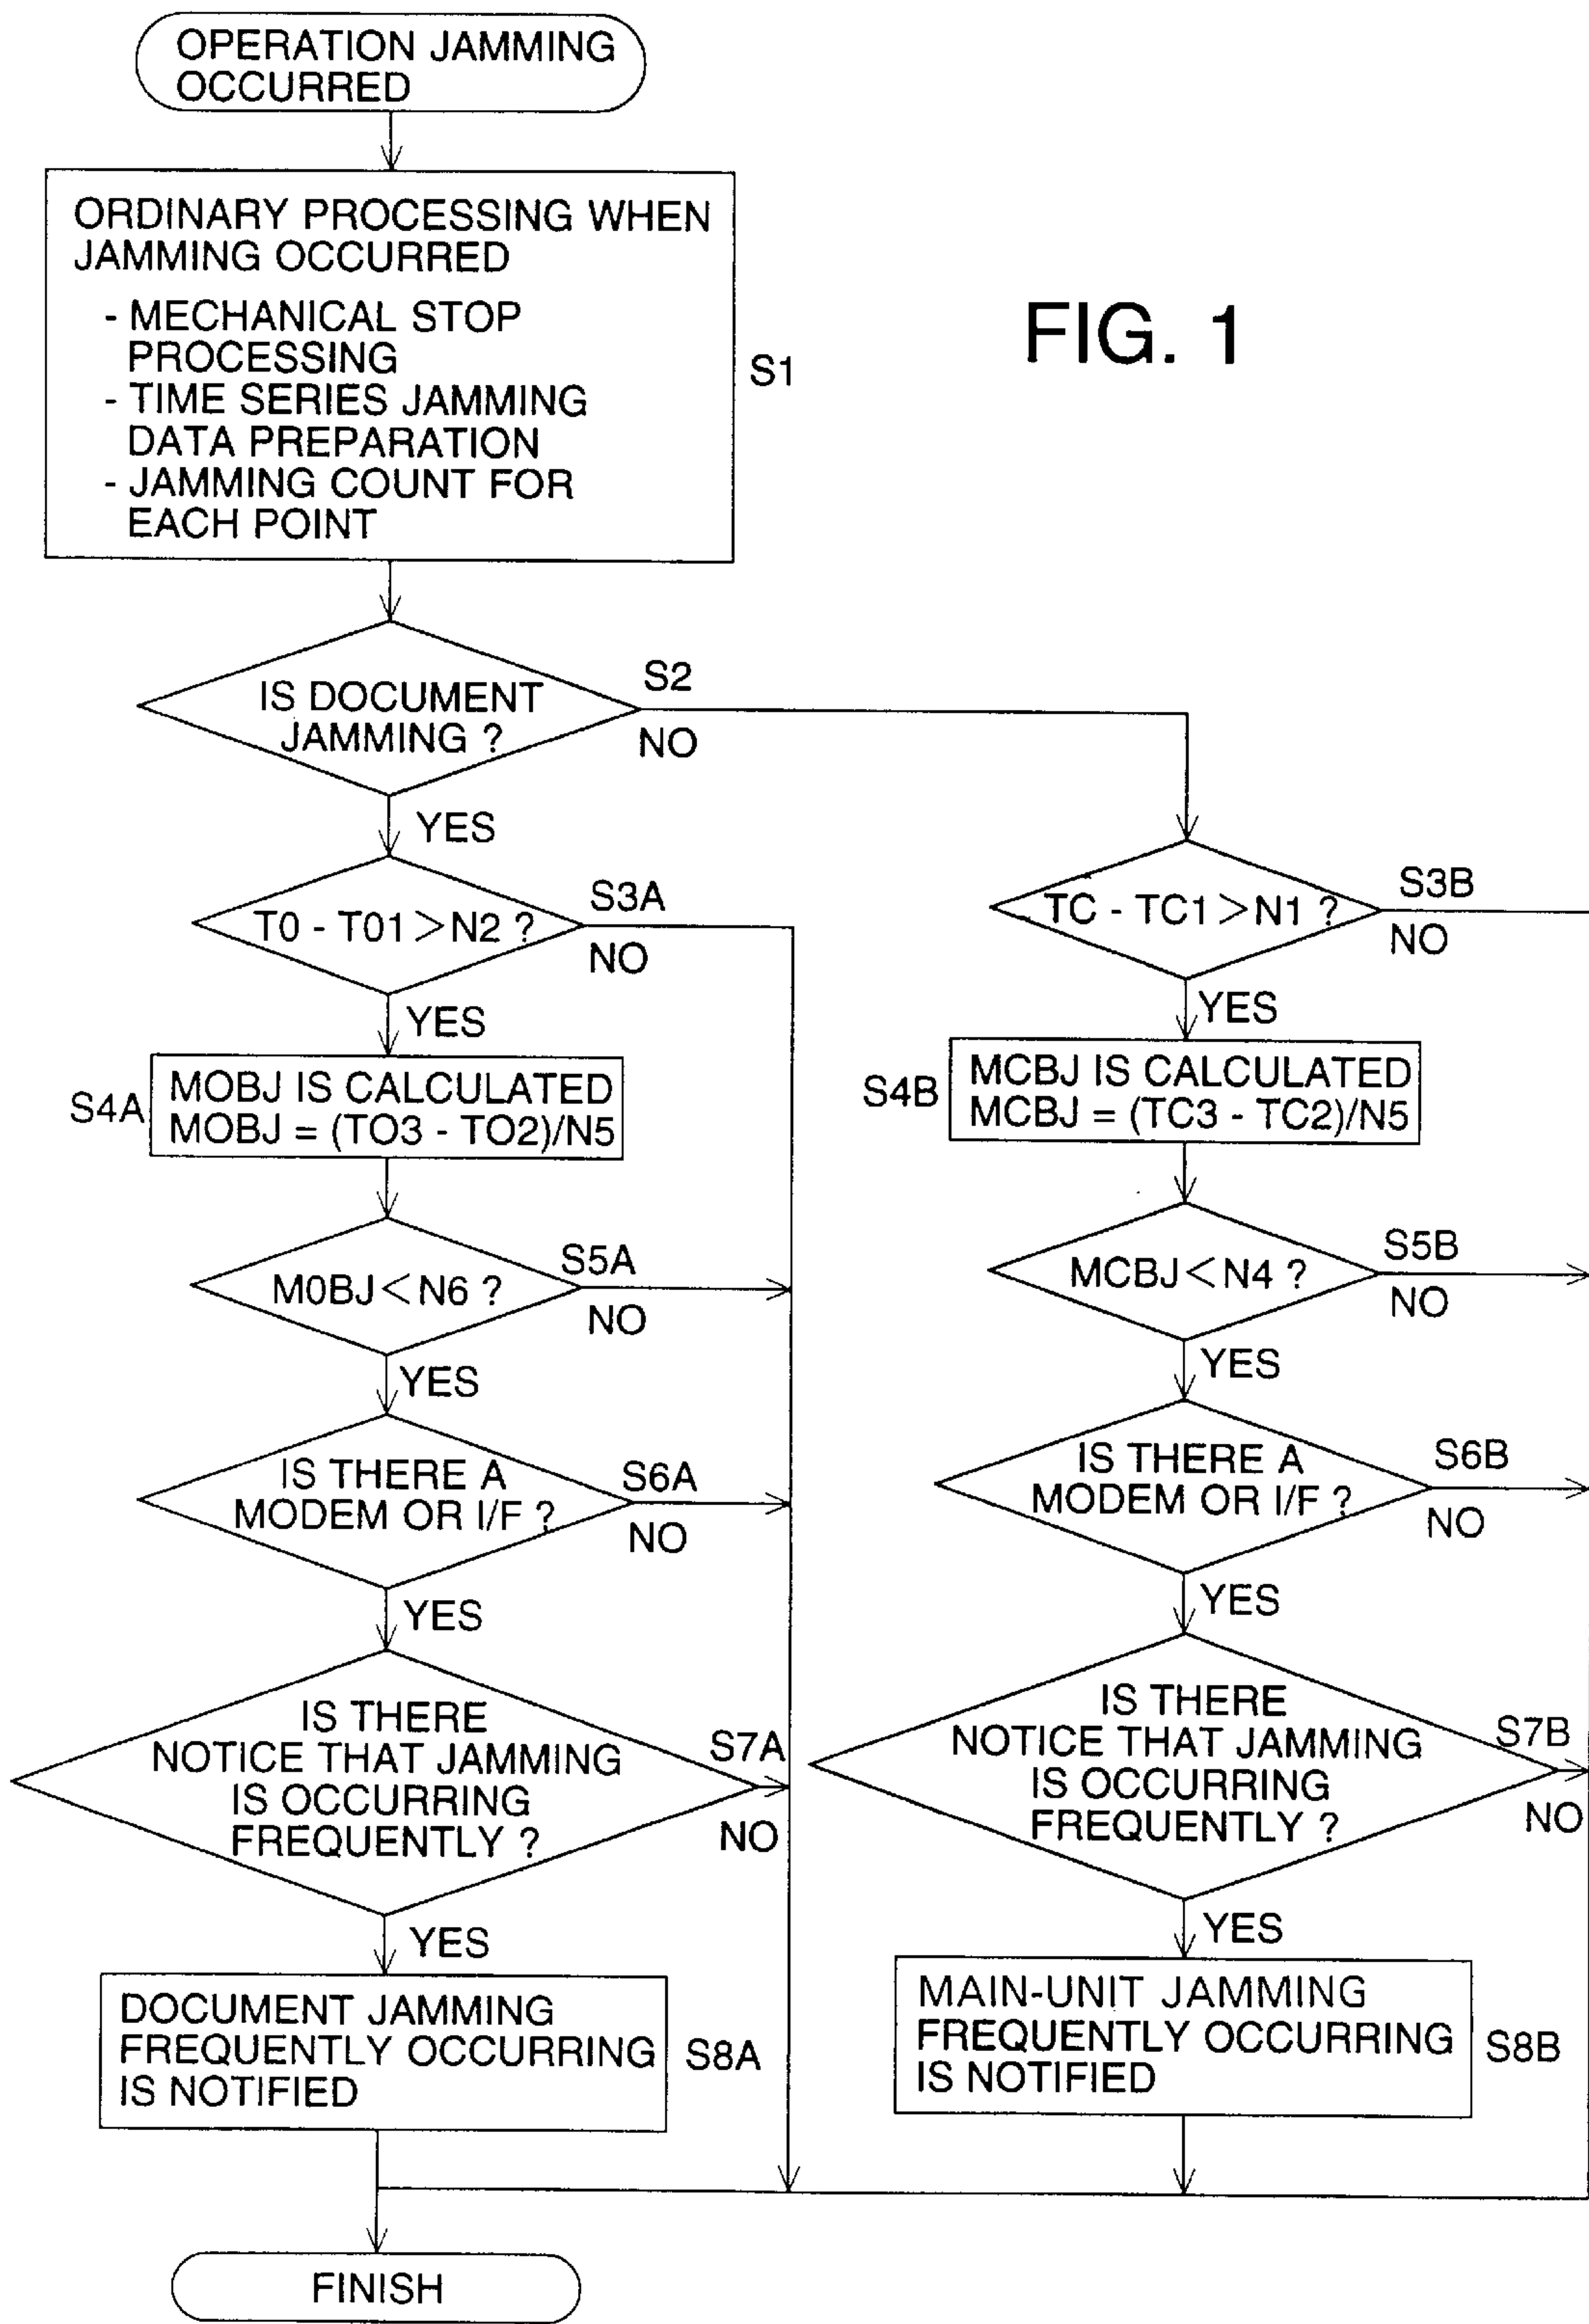 OPERATION JAMMING
OCCURRED
ORDINARY PROCESSING WHEN
JAMMING OCCURRED
- MECHANICAL STOP
PROCESSING
- TIME SERIES JAMMING
DATA PREPARATION
- JAMMING COUNT FOR
EACH POINT
S1
FIG. 1
IS DOCUMENT
JAMMING ?
S2
NO
YES
T0 - T01 > N2 ?
S3A
NO
YES
S4A
MOBJ IS CALCULATED
MOBJ = (TO3 - TO2)/N5
M0BJ < N6 ?
S5A
NO
YES
IS THERE A
MODEM OR I/F ?
S6A
NO
YES
IS THERE
NOTICE THAT JAMMING
IS OCCURRING
FREQUENTLY ?
S7A
NO
YES
DOCUMENT JAMMING
FREQUENTLY OCCURRING
IS NOTIFIED
S8A
TC - TC1 > N1 ?
S3B
NO
YES
S4B
MCBJ IS CALCULATED
MCBJ = (TC3 - TC2)/N5
MCBJ < N4 ?
S5B
NO
YES
IS THERE A
MODEM OR I/F ?
S6B
NO
YES
IS THERE
NOTICE THAT JAMMING
IS OCCURRING
FREQUENTLY ?
S7B
NO
YES
MAIN-UNIT JAMMING
FREQUENTLY OCCURRING
IS NOTIFIED
S8B
FINISH